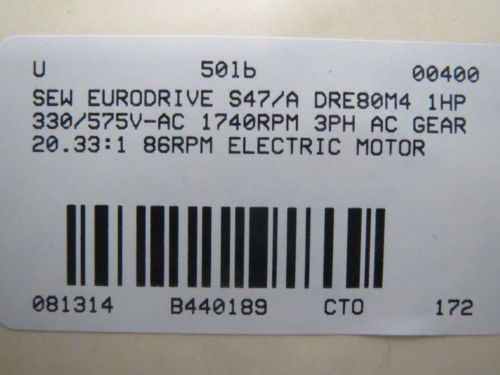 U 50lb 00400
SEW EURODRIVE S47/A DRE80M4 1HP
330/575V-AC 1740RPM 3PH AC GEAR
20.33:1 86RPM ELECTRIC MOTOR
081314 B440189 CTO 172